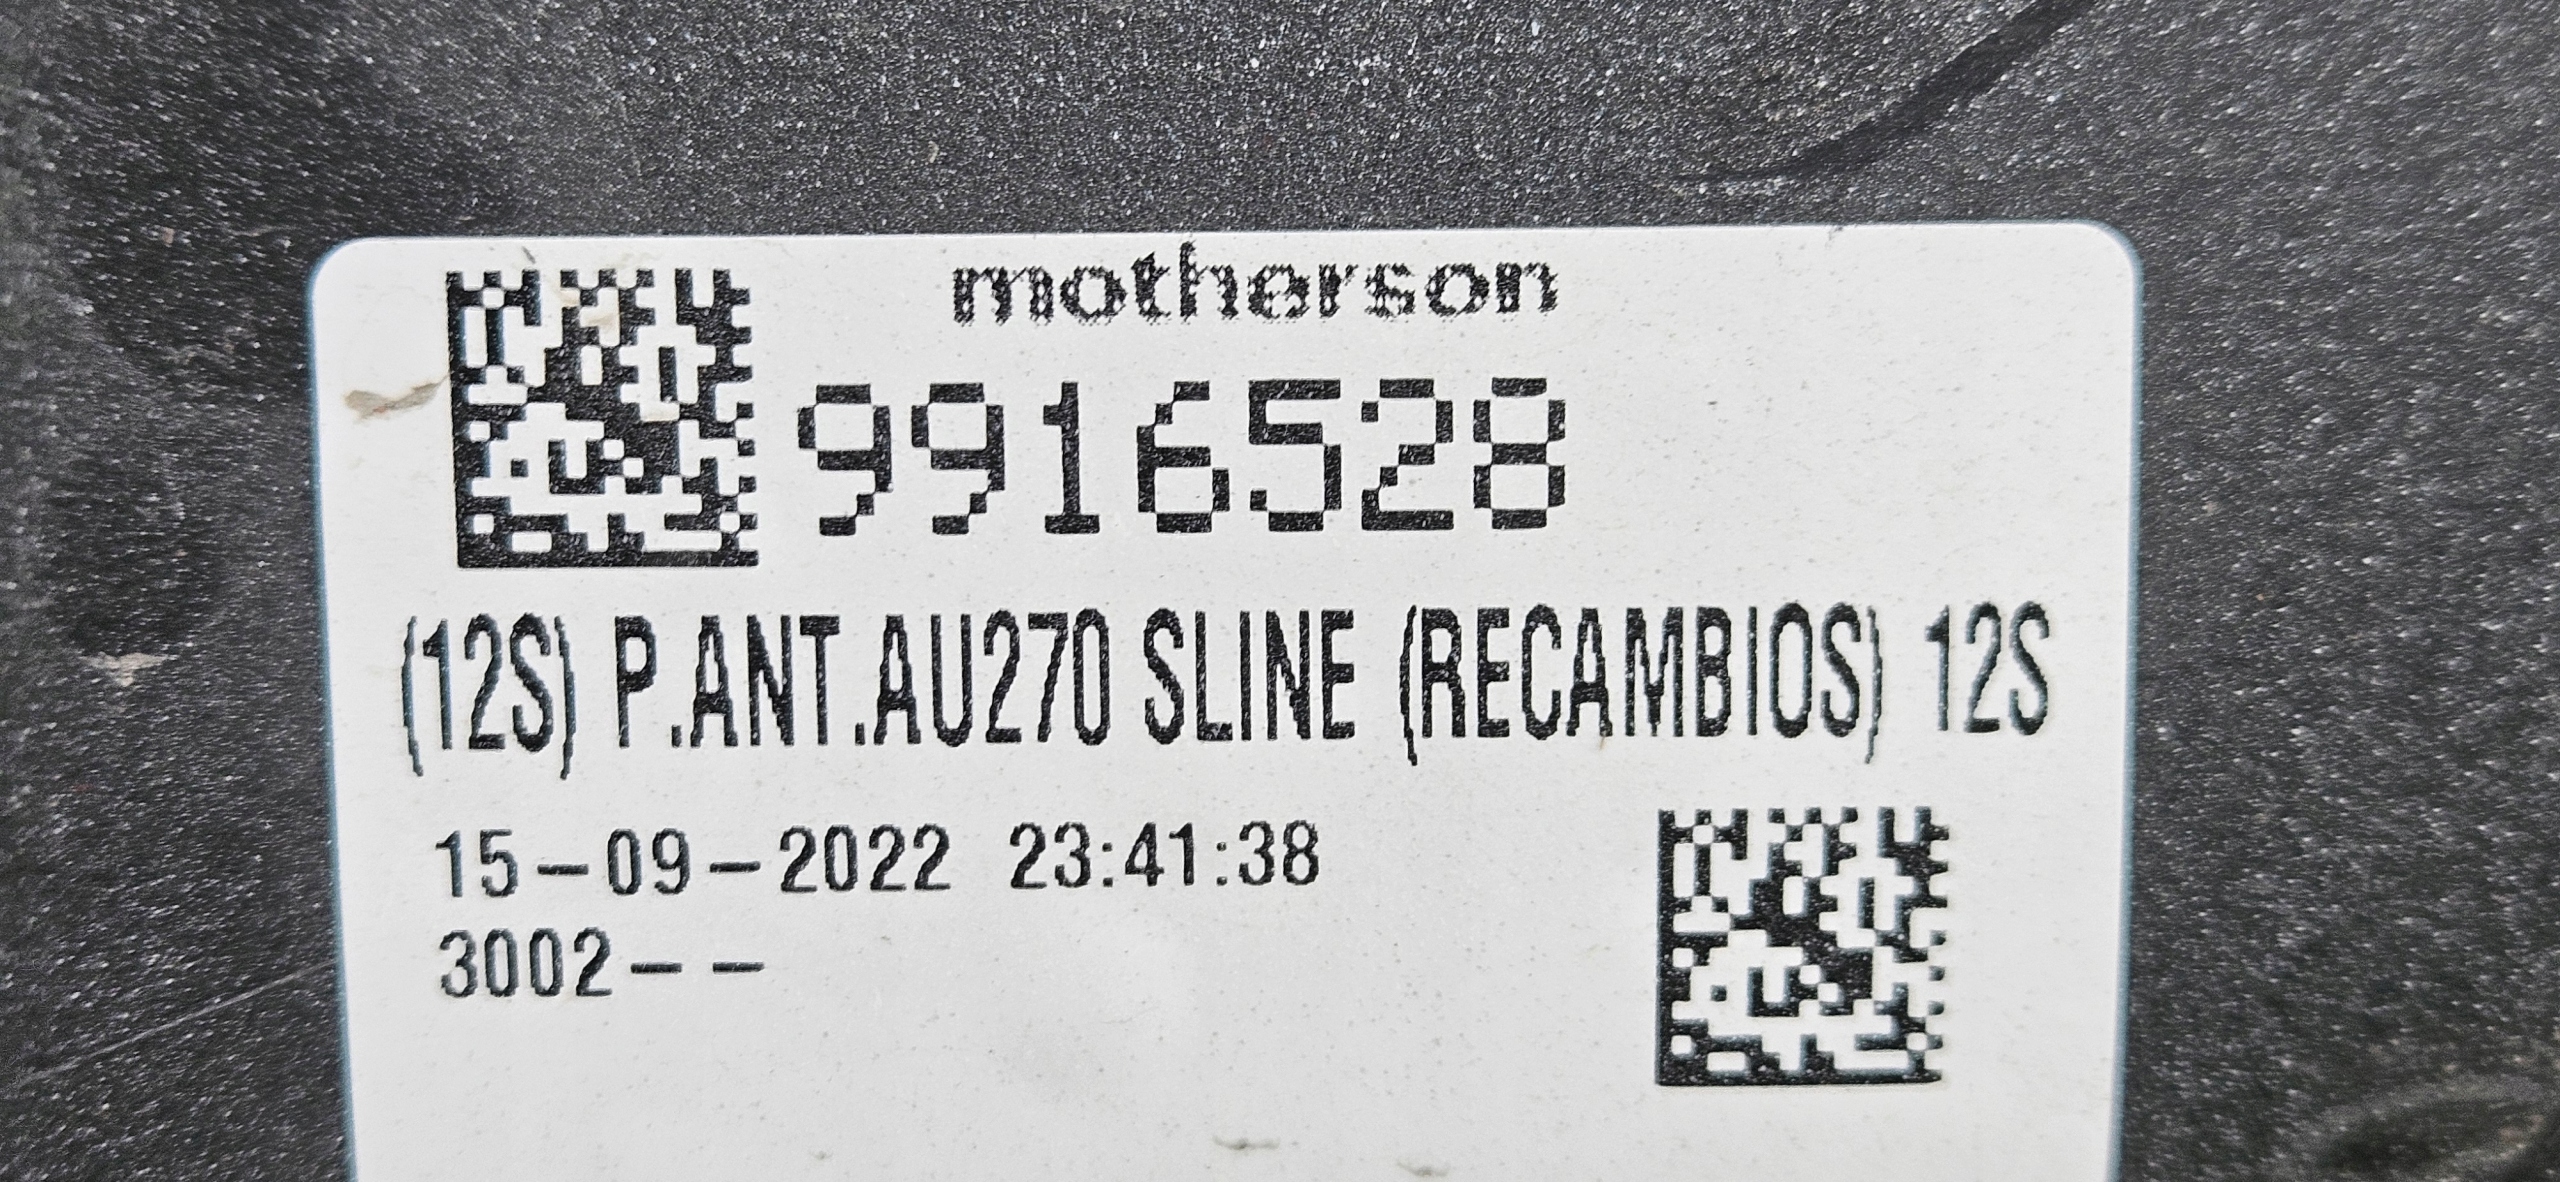 motherson
9916528
(12S) P.ANT.AU270 SLINE (RECAMBIOS) 12S
15-09-2022 23:41:38
3002--